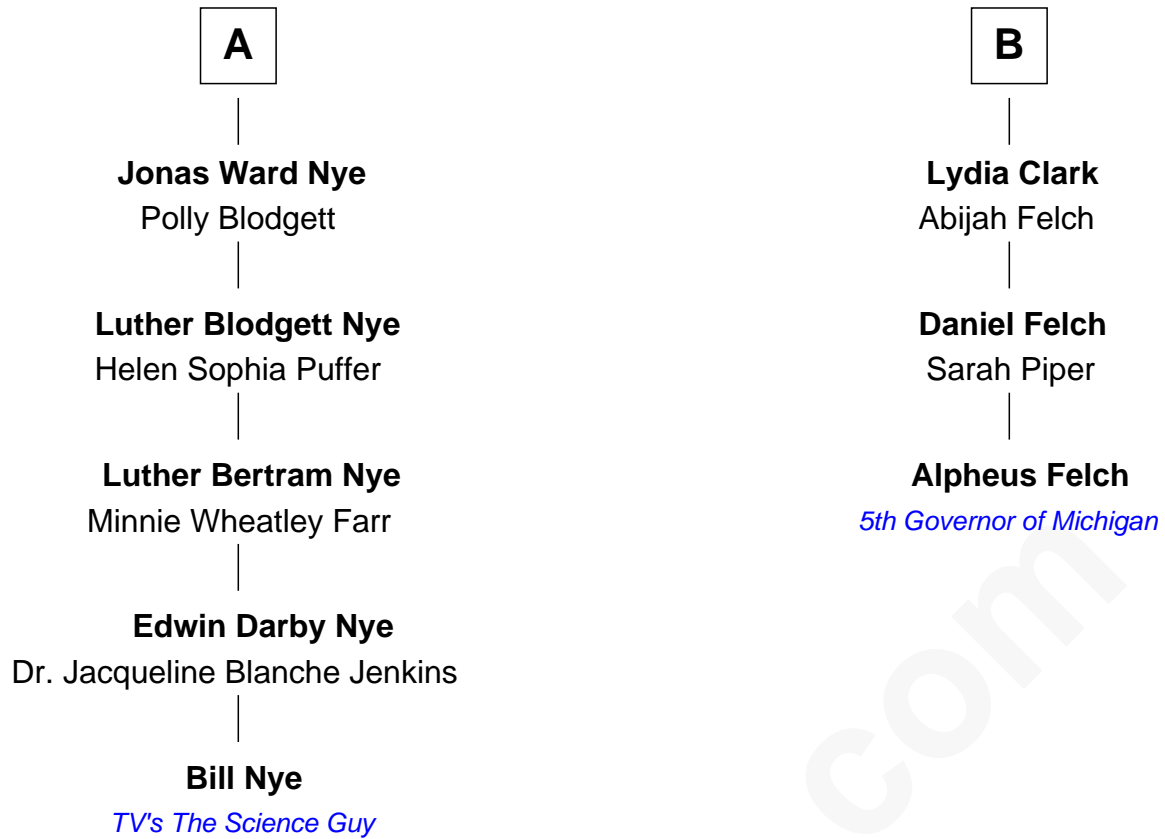 A
Jonas Ward Nye
Polly Blodgett
Luther Blodgett Nye
Helen Sophia Puffer
Luther Bertram Nye
Minnie Wheatley Farr
Edwin Darby Nye
Dr. Jacqueline Blanche Jenkins
Bill Nye
TV's The Science Guy
B
Lydia Clark
Abijah Felch
Daniel Felch
Sarah Piper
Alpheus Felch
5th Governor of Michigan
com